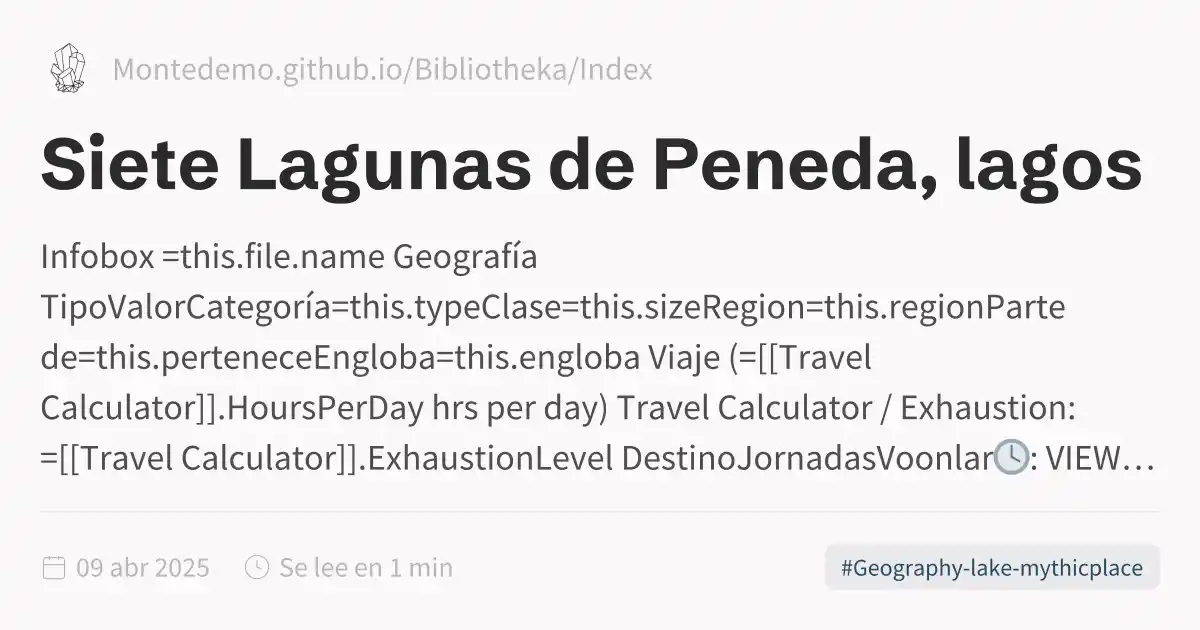 Montedemo.github.io/Bibliotheka/Index
Siete Lagunas de Peneda, lagos
Infobox =this.file.name Geografía
TipoValorCategoría=this.typeClase=this.sizeRegion=this.regionParte
de=this.perteneceEngloba=this.engloba Viaje (=[[Travel
Calculator]].HoursPerDay hrs per day) Travel Calculator / Exhaustion:
=[[Travel Calculator]].ExhaustionLevel DestinoJornadasVoonlar🕓: VIEW…
09 abr 2025
Se lee en 1 min
#Geography-lake-mythicplace